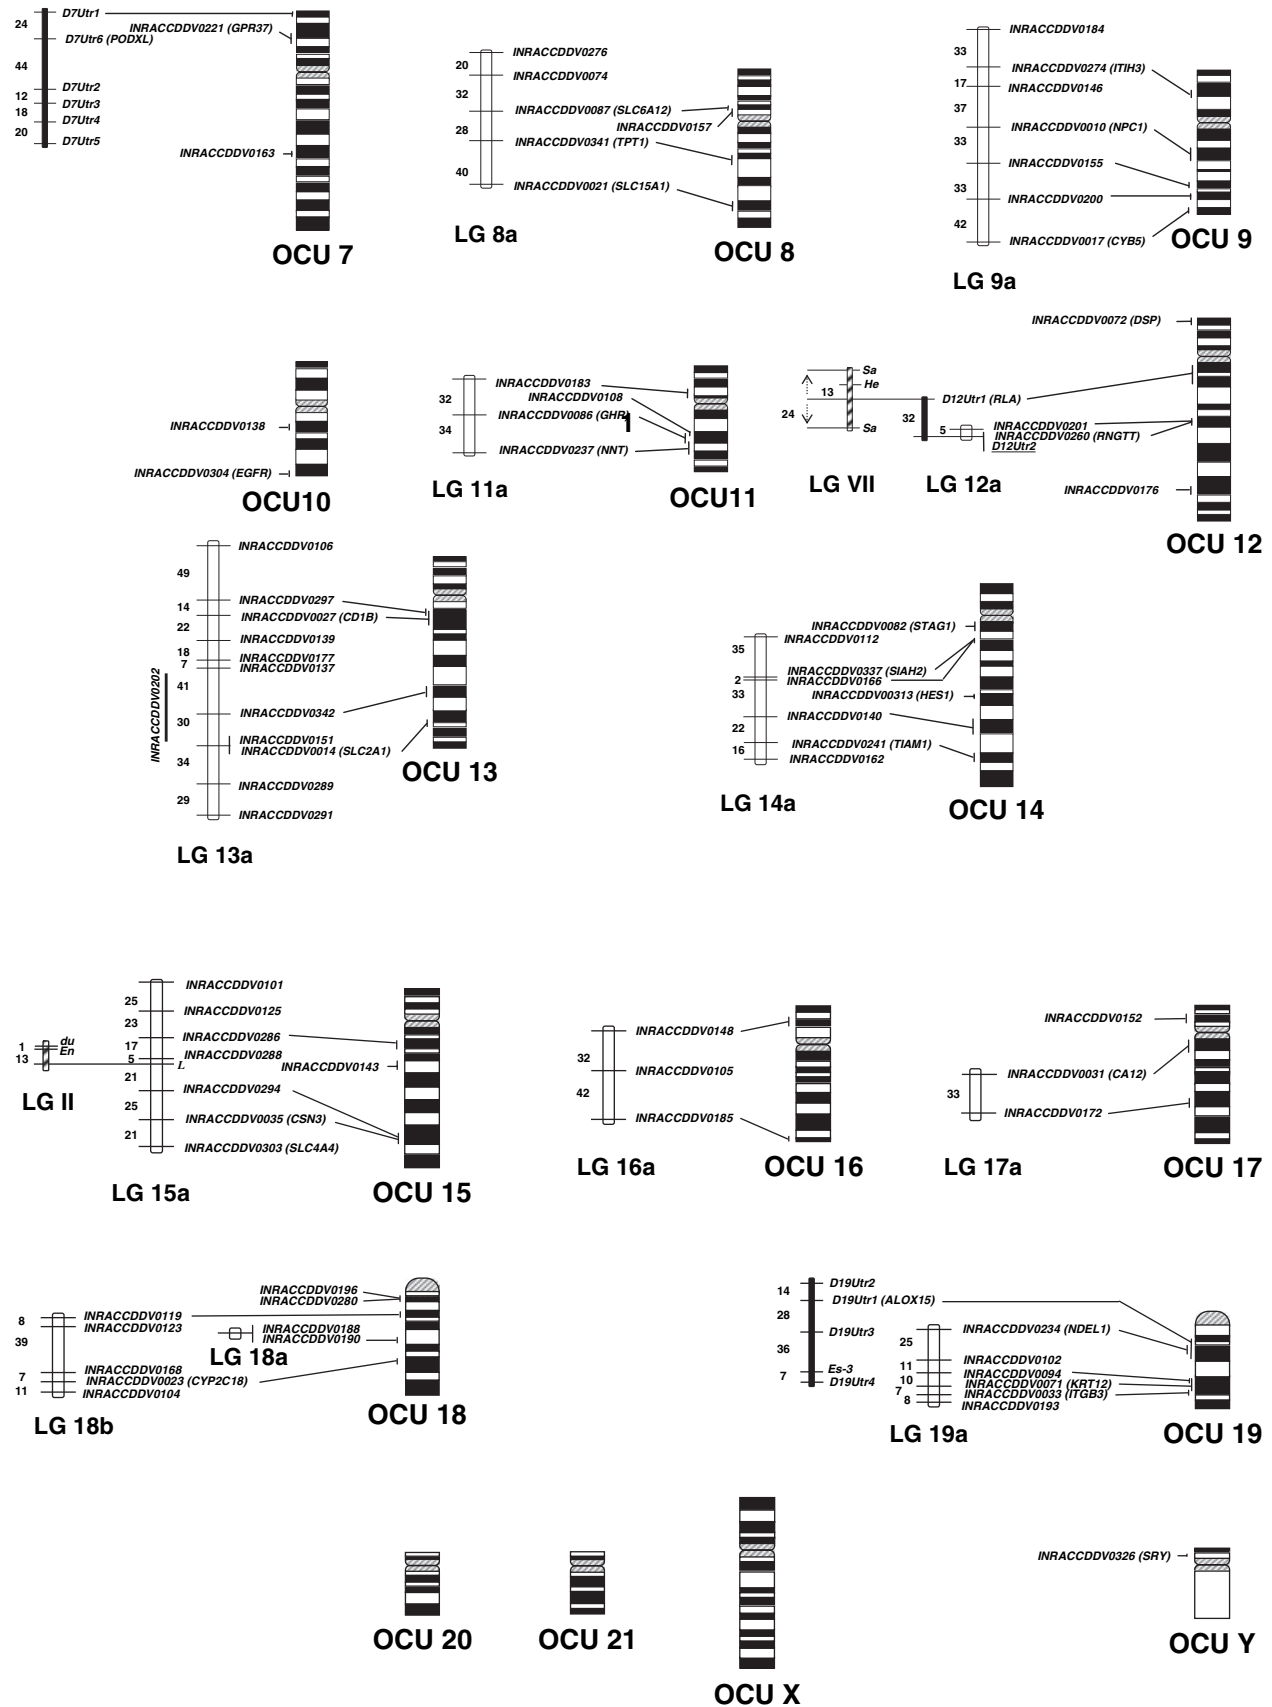 D7Utr1
24
INRACCDDV0221 (GPR37)
D7Utr6 (PODXL)
44
D7Utr2
12
D7Utr3
18
D7Utr4
20
D7Utr5
INRACCDDV0163
OCU 7
INRACCDDV0276
20
INRACCDDV0074
32
INRACCDDV0087 (SLC6A12)
INRACCDDV0157
28
INRACCDDV0341 (TPT1)
40
INRACCDDV0021 (SLC15A1)
LG 8a
OCU 8
INRACCDDV0184
33
INRACCDDV0274 (ITIH3)
17
INRACCDDV0146
37
INRACCDDV0010 (NPC1)
33
INRACCDDV0155
33
INRACCDDV0200
42
INRACCDDV0017 (CYB5)
LG 9a
OCU 9
INRACCDDV0138
INRACCDDV0304 (EGFR)
OCU10
INRACCDDV0183
32
INRACCDDV0108
INRACCDDV0086 (GHR)
1
34
INRACCDDV0237 (NNT)
LG 11a
OCU11
INRACCDDV0072 (DSP)
Sa
He
13
24
Sa
LG VII
D12Utr1 (RLA)
32
5
INRACCDDV0201
INRACCDDV0260 (RNGTT)
D12Utr2
LG 12a
INRACCDDV0176
OCU 12
INRACCDDV0106
49
INRACCDDV0297
14
INRACCDDV0027 (CD1B)
22
INRACCDDV0139
18
INRACCDDV0177
7
INRACCDDV0137
INRACCDDV0202
41
INRACCDDV0342
30
INRACCDDV0151
INRACCDDV0014 (SLC2A1)
34
INRACCDDV0289
29
INRACCDDV0291
LG 13a
OCU 13
INRACCDDV0082 (STAG1)
INRACCDDV0112
35
INRACCDDV0337 (SIAH2)
2
INRACCDDV0166
33
INRACCDDV00313 (HES1)
INRACCDDV0140
22
INRACCDDV0241 (TIAM1)
16
INRACCDDV0162
LG 14a
OCU 14
INRACCDDV0101
25
INRACCDDV0125
23
INRACCDDV0286
1
du
En
17
INRACCDDV0288
13
5
L
INRACCDDV0143
LG II
21
INRACCDDV0294
25
INRACCDDV0035 (CSN3)
21
INRACCDDV0303 (SLC4A4)
LG 15a
OCU 15
INRACCDDV0148
32
INRACCDDV0105
42
INRACCDDV0185
LG 16a
OCU 16
INRACCDDV0152
INRACCDDV0031 (CA12)
33
INRACCDDV0172
LG 17a
OCU 17
INRACCDDV0196
INRACCDDV0280
INRACCDDV0119
8
INRACCDDV0123
39
INRACCDDV0188
INRACCDDV0190
LG 18a
INRACCDDV0168
7
INRACCDDV0023 (CYP2C18)
11
INRACCDDV0104
LG 18b
OCU 18
D19Utr2
14
D19Utr1 (ALOX15)
28
D19Utr3
36
Es-3
7
D19Utr4
INRACCDDV0234 (NDEL1)
25
INRACCDDV0102
11
INRACCDDV0094
10
INRACCDDV0071 (KRT12)
7
INRACCDDV0033 (ITGB3)
8
INRACCDDV0193
LG 19a
OCU 19
OCU 20
OCU 21
OCU X
INRACCDDV0326 (SRY)
OCU Y